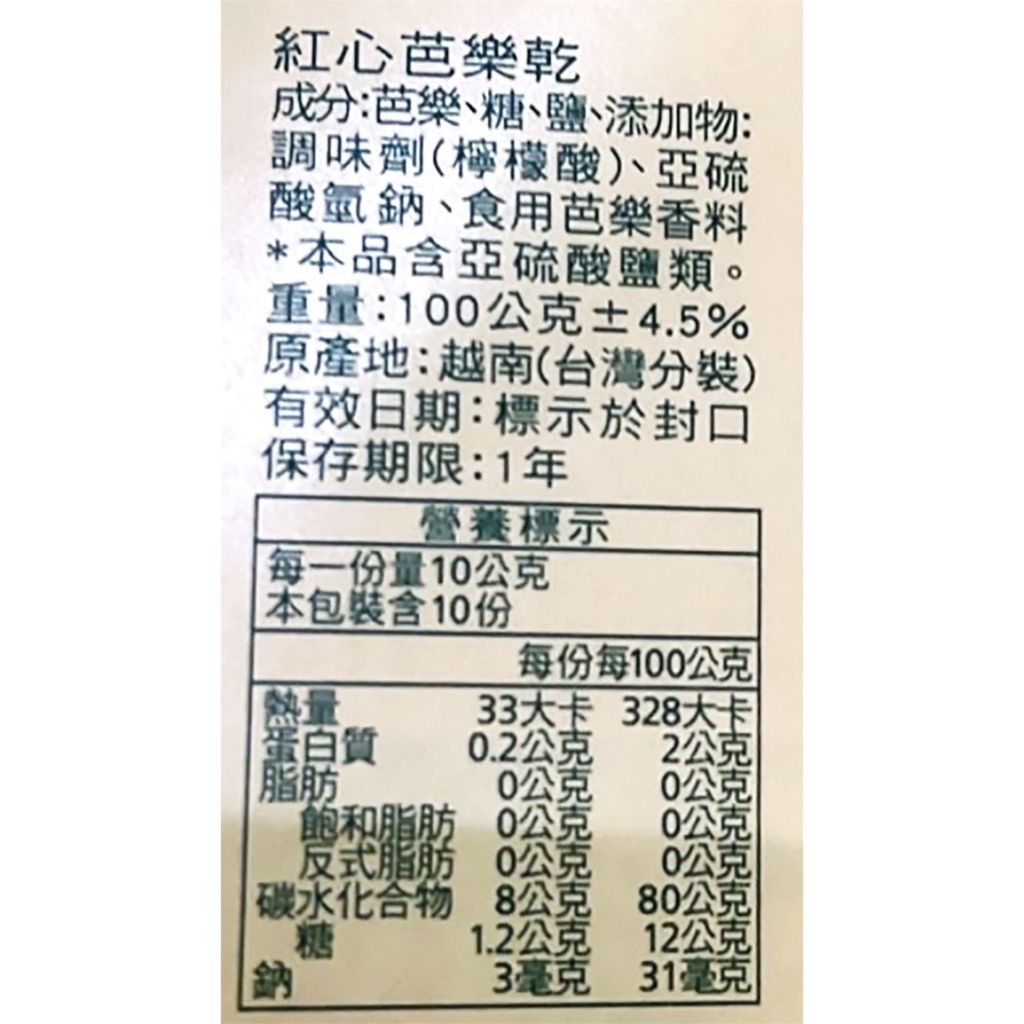 紅心芭樂乾
成分:芭樂、糖、鹽、添加物:
調味劑(檸檬酸)、亞硫
酸氫鈉、食用芭樂香料
*本品含亞硫酸鹽類。
重量:100公克±4.5%
原產地:越南(台灣分裝)
有效日期:標示於封口
保存期限:1年
營養標示
每一份量10公克
本包裝含10份
每份 每100公克
熱量 33大卡 328大卡
蛋白質 0.2公克 2公克
脂肪 0公克 0公克
飽和脂肪 0公克 0公克
反式脂肪 0公克 0公克
碳水化合物 8公克 80公克
糖 1.2公克 12公克
鈉 3毫克 31毫克